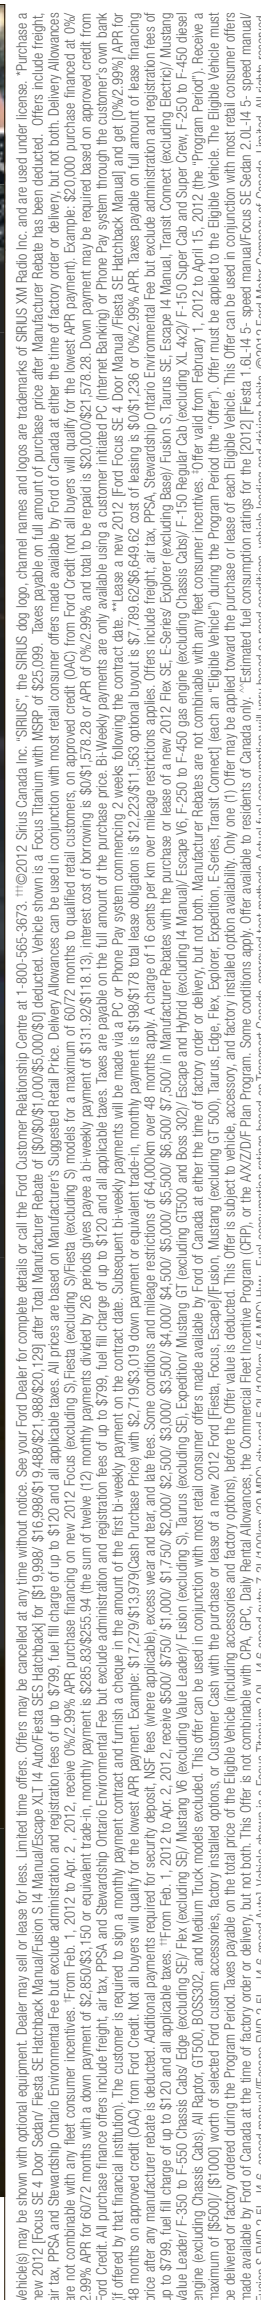 Vehicle(s) may be shown with optional equipment. Dealer may sell or lease for less. Limited time offers. Offers may be cancelled at any time without notice. See your Ford Dealer for complete details or call the Ford Customer Relationship Centre at 1-800-565-3673. †††©2012 Sirius Canada Inc. "SIRIUS", the SIRIUS dog logo, channel names and logos are trademarks of SIRIUS XM Radio Inc. and are used under license. *Purchase a
new 2012 [Focus SE 4 Door Sedan/ Fiesta SE Hatchback Manual/Fusion S I4 Manual/Escape XLT I4 Auto/Fiesta SES Hatchback] for [$19,998/ $16,998/$19,488/$21,988/$20,129] after Total Manufacturer Rebate of [$0/$0/$1,000/$5,000/$0] deducted. Vehicle shown is a Focus Titanium with MSRP of $25,099. Taxes payable on full amount of purchase price after Manufacturer Rebate has been deducted. Offers include freight,
air tax, PPSA and Stewardship Ontario Environmental Fee but exclude administration and registration fees of up to $799, fuel fill charge of up to $120 and all applicable taxes. All prices are based on Manufacturer's Suggested Retail Price. Delivery Allowances can be used in conjunction with most retail consumer offers made available by Ford of Canada at either the time of factory order or delivery, but not both. Delivery Allowances
are not combinable with any fleet consumer incentives. †From Feb. 1, 2012 to Apr. 2 , 2012, receive 0%/2.99% APR purchase financing on new 2012 Focus (excluding S),Fiesta (excluding S)/Fiesta (excluding S) models for a maximum of 60/72 months to qualified retail customers, on approved credit (OAC) from Ford Credit (not all buyers will qualify for the lowest APR payment). Example: $20,000 purchase financed at 0%/
2.99% APR for 60/72 months with a down payment of $2,850/$3,150 or equivalent trade-in, monthly payment is $285.83/$255.94 (the sum of twelve (12) monthly payments divided by 26 periods gives payee a bi-weekly payment of $131.92/$118.13), interest cost of borrowing is $0/$1,578.28 or APR of 0%/2.99% and total to be repaid is $20,000/$21,578.28. Down payment may be required based on approved credit from
Ford Credit. All purchase finance offers include freight, air tax, PPSA and Stewardship Ontario Environmental Fee but exclude administration and registration fees of up to $799, fuel fill charge of up to $120 and all applicable taxes. Taxes are payable on the full amount of the purchase price. Bi-Weekly payments are only available using a customer initiated PC (Internet Banking) or Phone Pay system through the customer's own bank
(if offered by that financial institution). The customer is required to sign a monthly payment contract and furnish a cheque in the amount of the first bi-weekly payment on the contract date. Subsequent bi-weekly payments will be made via a PC or Phone Pay system commencing 2 weeks following the contract date. **Lease a new 2012 [Ford Focus SE 4 Door Manual /Fiesta SE Hatchback Manual] and get [0%/2.99%] APR for
48 months on approved credit (OAC) from Ford Credit. Not all buyers will qualify for the lowest APR payment. Example: $17,279/$13,979(Cash Purchase Price) with $2,719/$3,019 down payment or equivalent trade-in, monthly payment is $198/$178 total lease obligation is $12,223/$11,563 optional buyout is $7,789.62/$6,649.62 cost of leasing is $0/$1,236 or 0%/2.99% APR. Taxes payable on full amount of lease financing
price after any manufacturer rebate is deducted. Additional payments required for security deposit, NSF fees (where applicable), excess wear and tear, and late fees. Some conditions and mileage restrictions of 64,000km over 48 months apply. A charge of 16 cents per km over mileage restrictions applies. Offers include freight, air tax, PPSA, Stewardship Ontario Environmental Fee but exclude administration and registration fees of
up to $799, fuel fill charge of up to $120 and all applicable taxes. ††From Feb. 1, 2012 to Apr. 2, 2012, receive $500/ $750/ $1,000/ $1,750/ $2,000/ $2,500/ $3,000/ $3,500/ $4,000/ $4,500/ $5,000/ $5,500/ $6,500/ $7,500/ in Manufacturer Rebates with the purchase or lease of a new 2012 Flex SE, E-Series/ Explorer (excluding Base)/ Fusion S, Taurus SE, Escape I4 Manual, Transit Connect (excluding Electric)/ Mustang
Value Leader/ F-350 to F-550 Chassis Cabs/ Edge (excluding SE)/ Flex (excluding SE)/ Mustang V6 (excluding Value Leader)/ Fusion (excluding S), Taurus (excluding SE), Expedition/ Mustang GT (excluding GT500 and Boss 302)/ Escape and Hybrid (excluding I4 Manual)/ Escape V6, F-250 to F-450 gas engine (excluding Chassis Cabs)/ F-150 Regular Cab (excluding XL 4x2)/ F-150 Super Cab and Super Crew, F-250 to F-450 diesel
engine (excluding Chassis Cabs). All Raptor, GT500, BOSS302, and Medium Truck models excluded. This offer can be used in conjunction with most retail consumer offers made available by Ford of Canada at either the time of factory order or delivery, but not both. Manufacturer Rebates are not combinable with any fleet consumer incentives. ‡Offer valid from February 1, 2012 to April 15, 2012 (the "Program Period"). Receive a
maximum of [$500]/ [$1000] worth of selected Ford custom accessories, factory installed options, or Customer Cash with the purchase or lease of a new 2012 Ford [Fiesta, Focus, Escape]/[Fusion, Mustang (excluding GT 500), Taurus, Edge, Flex, Explorer, Expedition, E-Series, Transit Connect] (each an "Eligible Vehicle") during the Program Period (the "Offer"). Offer must be applied to the Eligible Vehicle. The Eligible Vehicle must
be delivered or factory ordered during the Program Period. Taxes payable on the total price of the Eligible Vehicle (including accessories and factory options), before the Offer value is deducted. This Offer is subject to vehicle, accessory, and factory installed option availability. Only one (1) Offer may be applied toward the purchase or lease of each Eligible Vehicle. This Offer can be used in conjunction with most retail consumer offers
made available by Ford of Canada at the time of factory order or delivery, but not both. This Offer is not combinable with CPA, GPC, Daily Rental Allowances, the Commercial Fleet Incentive Program (CFIP), or the A/X/Z/D/F Plan Program. Some conditions apply. Offer available to residents of Canada only. ^^Estimated fuel consumption ratings for the [2012] [Fiesta 1.6L-I4 5- speed manual/Focus SE Sedan 2.0L-I4 5- speed manual/